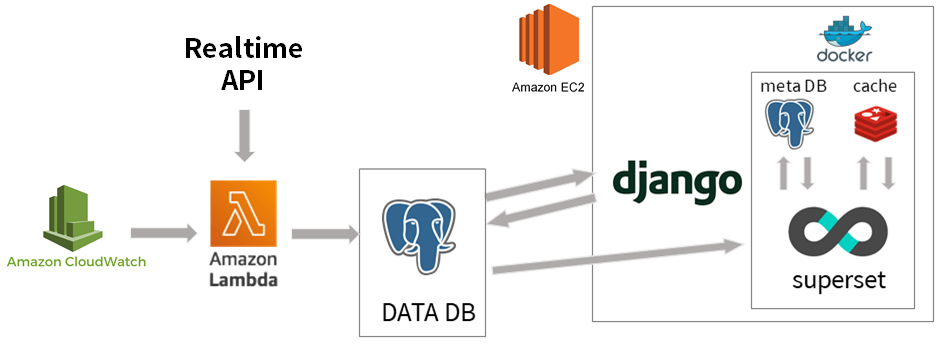 Realtime
API
Amazon EC2
docker
meta DB
cache
django
Amazon CloudWatch
Amazon
Lambda
DATA DB
superset